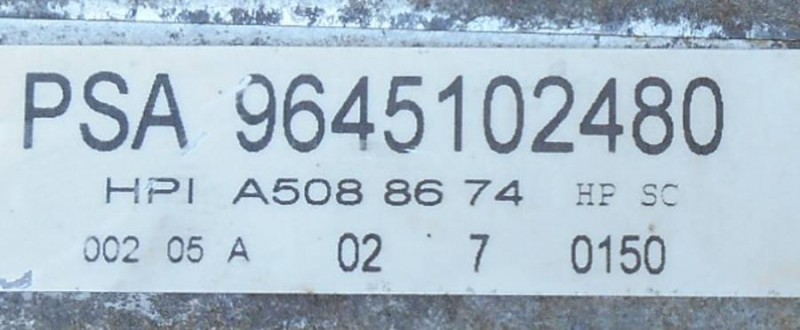 PSA 9645102480
HPI A508 86 74 HP SC
002 05 A 02 7 0150